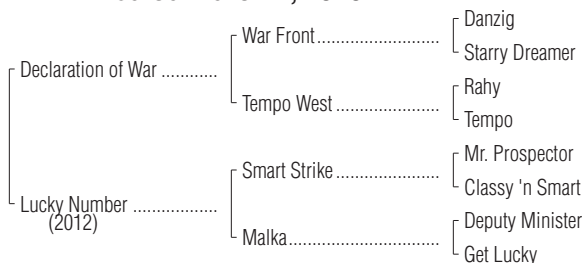 Danzig
War Front
Starry Dreamer
Declaration of War
Rahy
Tempo West
Tempo
Mr. Prospector
Smart Strike
Classy 'n Smart
Lucky Number
(2012)
Deputy Minister
Malka
Get Lucky